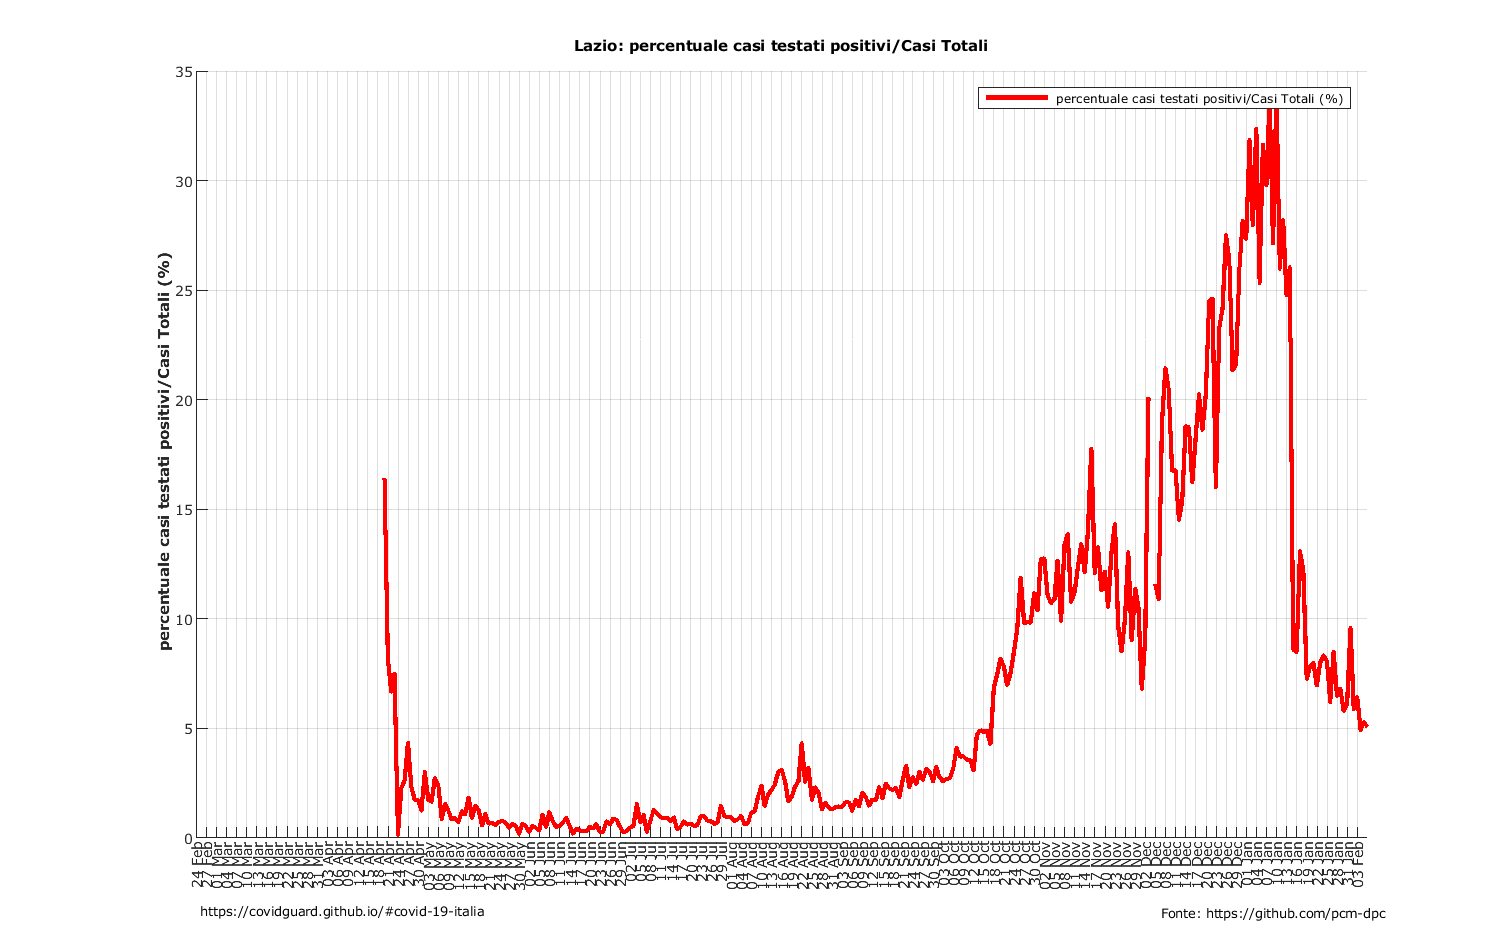 Lazio: percentuale casi testati positivi/Casi Totali
percentuale casi testati positivi/Casi Totali (%)
percentuale casi testati positivi/Casi Totali (%)
35
30
25
20
15
10
5
0
24 Feb
27 Feb
01 Mar
04 Mar
07 Mar
10 Mar
13 Mar
16 Mar
19 Mar
22 Mar
25 Mar
28 Mar
31 Mar
03 Apr
06 Apr
09 Apr
12 Apr
15 Apr
18 Apr
21 Apr
24 Apr
27 Apr
30 Apr
03 May
06 May
09 May
12 May
15 May
18 May
21 May
24 May
27 May
30 May
02 Jun
05 Jun
08 Jun
11 Jun
14 Jun
17 Jun
20 Jun
23 Jun
26 Jun
29 Jun
02 Jul
05 Jul
08 Jul
11 Jul
14 Jul
17 Jul
20 Jul
23 Jul
26 Jul
29 Jul
01 Aug
04 Aug
07 Aug
10 Aug
13 Aug
16 Aug
19 Aug
22 Aug
25 Aug
28 Aug
31 Aug
03 Sep
06 Sep
09 Sep
12 Sep
15 Sep
18 Sep
21 Sep
24 Sep
27 Sep
30 Sep
03 Oct
06 Oct
09 Oct
12 Oct
15 Oct
18 Oct
21 Oct
24 Oct
27 Oct
30 Oct
02 Nov
05 Nov
08 Nov
11 Nov
14 Nov
17 Nov
20 Nov
23 Nov
26 Nov
29 Nov
02 Dec
05 Dec
08 Dec
11 Dec
14 Dec
17 Dec
20 Dec
23 Dec
26 Dec
29 Dec
01 Jan
04 Jan
07 Jan
10 Jan
13 Jan
16 Jan
19 Jan
22 Jan
25 Jan
28 Jan
31 Jan
03 Feb
https://covidguard.github.io/#covid-19-italia
Fonte: https://github.com/pcm-dpc